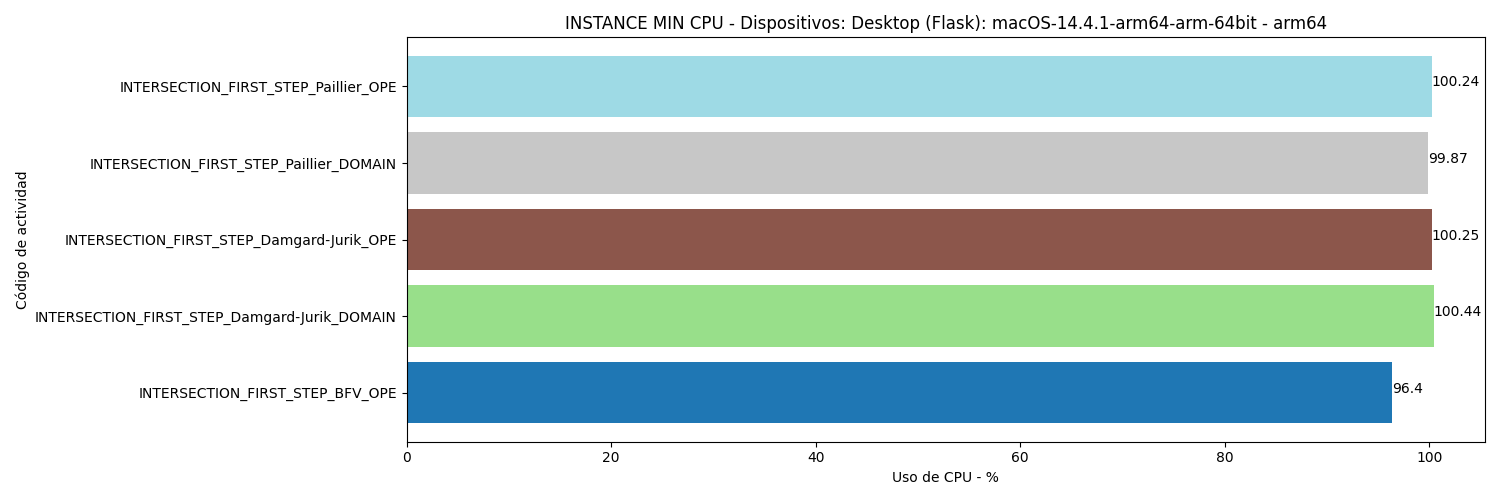 INSTANCE MIN CPU - Dispositivos: Desktop (Flask): macOS-14.4.1-arm64-arm-64bit - arm64
INTERSECTION_FIRST_STEP_Paillier_OPE
100.24
INTERSECTION_FIRST_STEP_Paillier_DOMAIN
99.87
INTERSECTION_FIRST_STEP_Damgard-Jurik_OPE
100.25
INTERSECTION_FIRST_STEP_Damgard-Jurik_DOMAIN
100.44
INTERSECTION_FIRST_STEP_BFV_OPE
96.4
Código de actividad
0 20 40 60 80 100
Uso de CPU - %